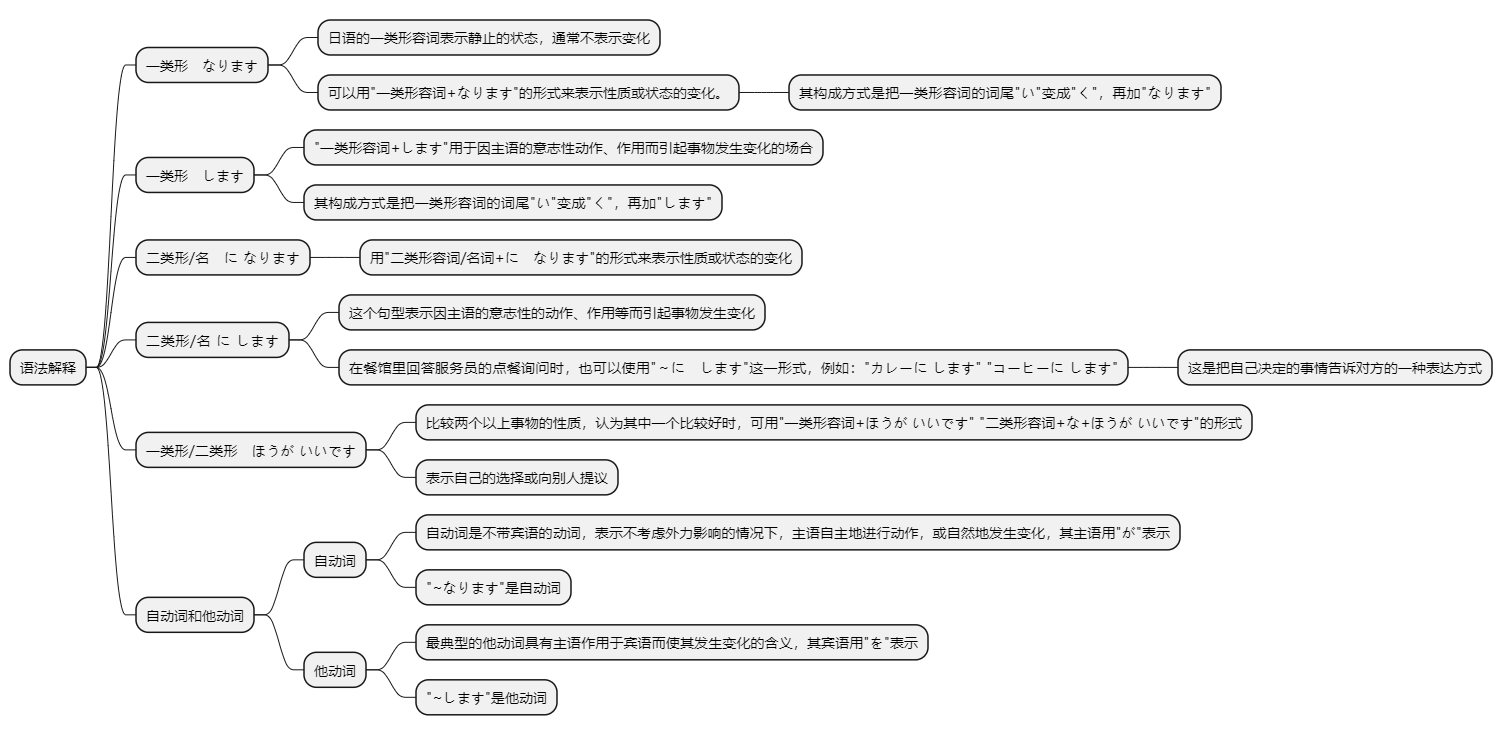 语法解释
一类形　なります
日语的一类形容词表示静止的状态，通常不表示变化
可以用"一类形容词+なります"的形式来表示性质或状态的变化。
其构成方式是把一类形容词的词尾"い"变成"く"，再加"なります"
一类形　します
"一类形容词+します"用于因主语的意志性动作、作用而引起事物发生变化的场合
其构成方式是把一类形容词的词尾"い"变成"く"，再加"します"
二类形/名　に なります
用"二类形容词/名词+に　なります"的形式来表示性质或状态的变化
二类形/名 に します
这个句型表示因主语的意志性的动作、作用等而引起事物发生变化
在餐馆里回答服务员的点餐询问时，也可以使用"～に　します"这一形式，例如："カレーに します" "コーヒーに します"
这是把自己决定的事情告诉对方的一种表达方式
一类形/二类形　ほうが いいです
比较两个以上事物的性质，认为其中一个比较好时，可用"一类形容词+ほうが いいです" "二类形容词+な+ほうが いいです"的形式
表示自己的选择或向别人提议
自动词和他动词
自动词
自动词是不带宾语的动词，表示不考虑外力影响的情况下，主语自主地进行动作，或自然地发生变化，其主语用"が"表示
"~なります"是自动词
他动词
最典型的他动词具有主语作用于宾语而使其发生变化的含义，其宾语用"を"表示
"~します"是他动词